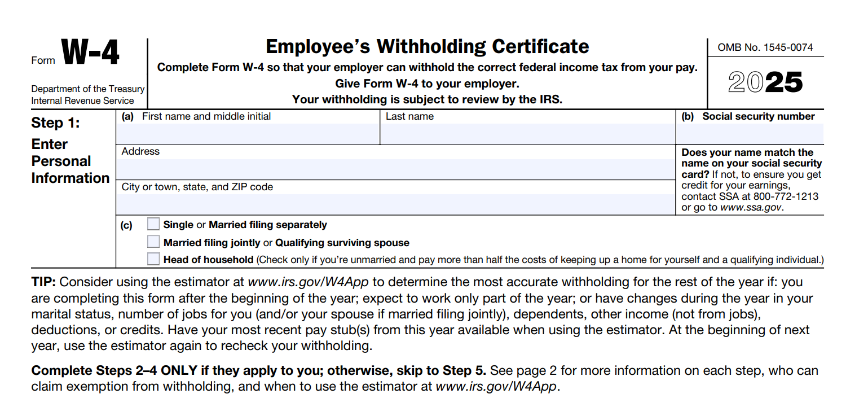 Form W-4
Department of the Treasury
Internal Revenue Service
Employee’s Withholding Certificate
Complete Form W-4 so that your employer can withhold the correct federal income tax from your pay.
Give Form W-4 to your employer.
Your withholding is subject to review by the IRS.
OMB No. 1545-0074
2025
Step 1:
Enter
Personal
Information
(a) First name and middle initial
Last name
(b) Social security number
Address
City or town, state, and ZIP code
Does your name match the
name on your social security
card? If not, to ensure you get
credit for your earnings,
contact SSA at 800-772-1213
or go to www.ssa.gov.
(c) Single or Married filing separately
Married filing jointly or Qualifying surviving spouse
Head of household (Check only if you’re unmarried and pay more than half the costs of keeping up a home for yourself and a qualifying individual.)
TIP: Consider using the estimator at www.irs.gov/W4App to determine the most accurate withholding for the rest of the year if: you
are completing this form after the beginning of the year; expect to work only part of the year; or have changes during the year in your
marital status, number of jobs for you (and/or your spouse if married filing jointly), dependents, other income (not from jobs),
deductions, or credits. Have your most recent pay stub(s) from this year available when using the estimator. At the beginning of next
year, use the estimator again to recheck your withholding.
Complete Steps 2–4 ONLY if they apply to you; otherwise, skip to Step 5. See page 2 for more information on each step, who can
claim exemption from withholding, and when to use the estimator at www.irs.gov/W4App.